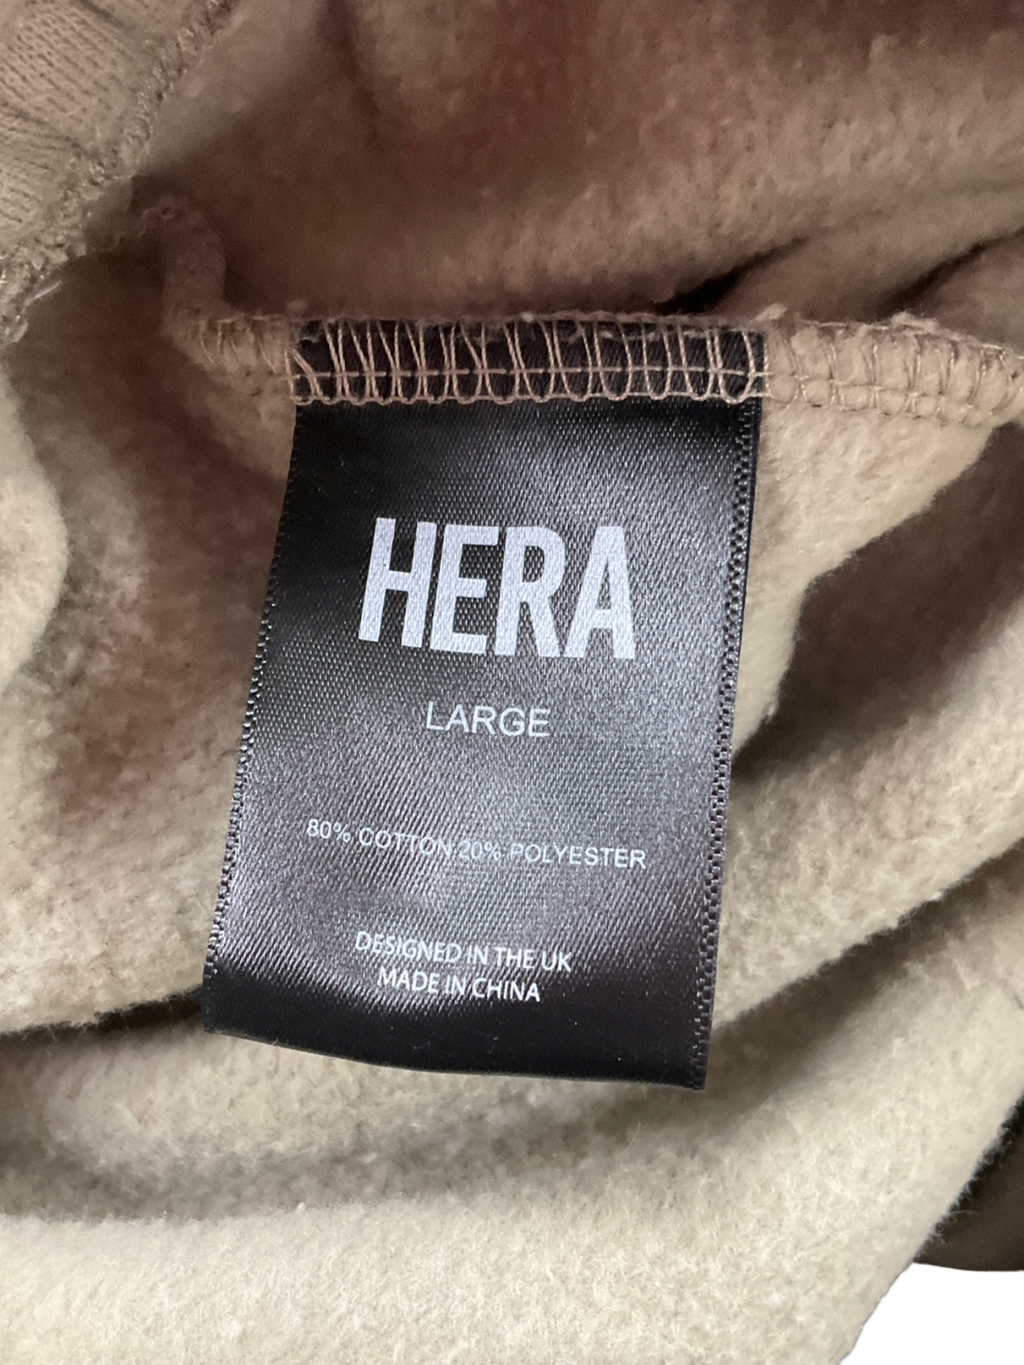 HERA
LARGE
80% COTTON 20% POLYESTER
DESIGNED IN THE UK
MADE IN CHINA